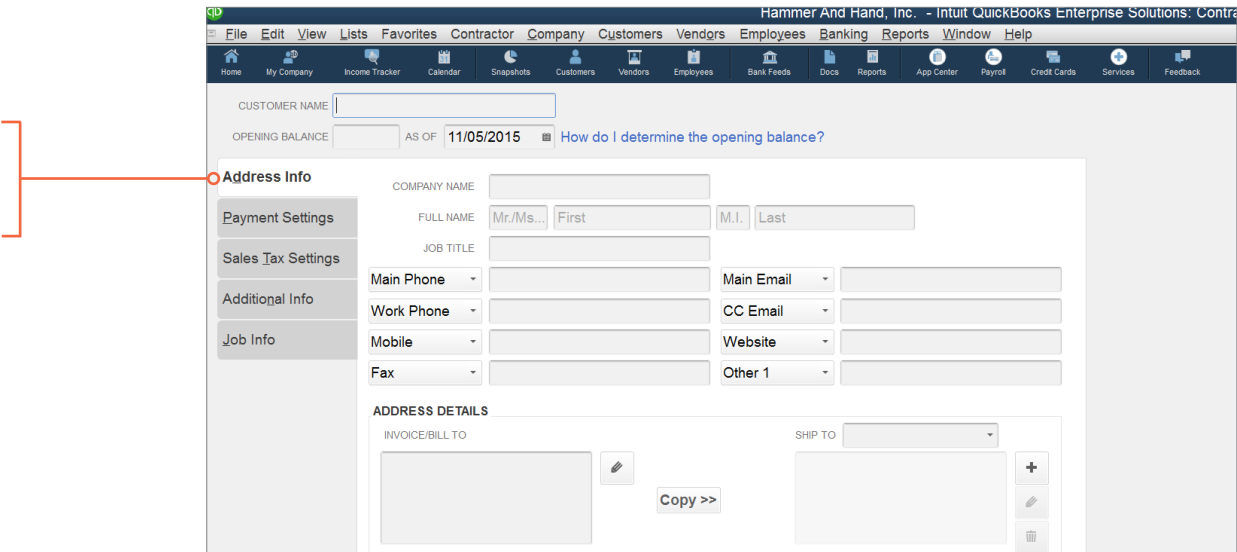 Hammer And Hand, Inc. - Intuit QuickBooks Enterprise Solutions: Contra
File Edit View Lists Favorites Contractor Company Customers Vendors Employees Banking Reports Window Help
Home My Company Income Tracker Calendar Snapshots Customers Vendors Employees Bank Feeds Docs Reports App Center Payroll Credit Cards Services Feedback
CUSTOMER NAME
OPENING BALANCE AS OF 11/05/2015 How do I determine the opening balance?
Address Info
COMPANY NAME
Payment Settings
FULL NAME Mr./Ms... First M.I. Last
JOB TITLE
Sales Tax Settings
Main Phone Main Email
Additional Info
Work Phone CC Email
Job Info
Mobile Website
Fax Other 1
ADDRESS DETAILS
INVOICE/BILL TO SHIP TO
Copy >>